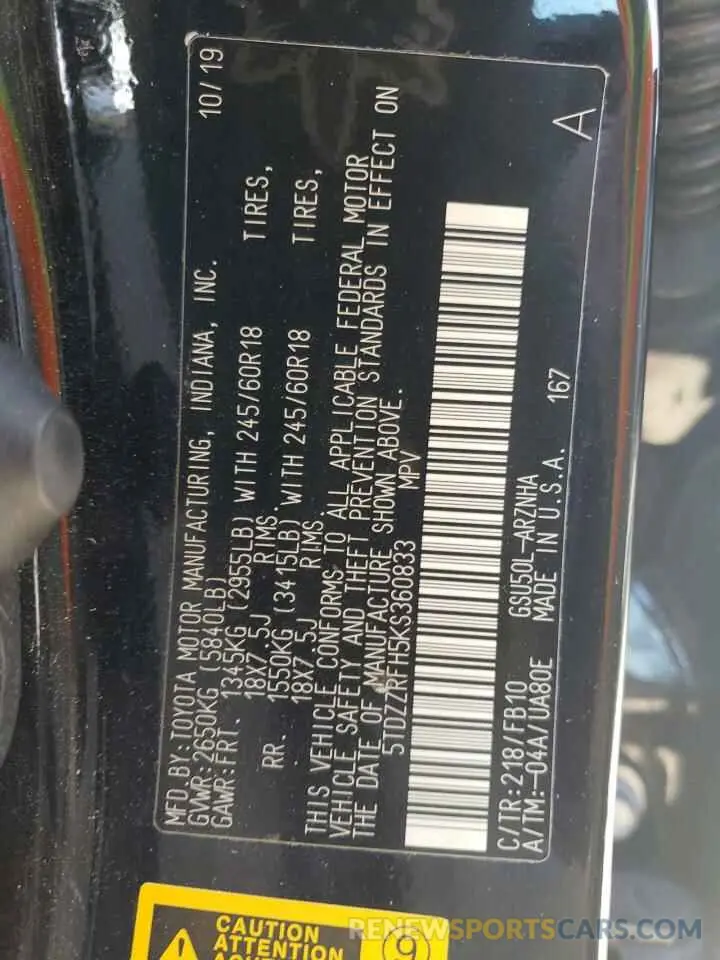 MFD.BY:TOYOTA MOTOR MANUFACTURING, INDIANA, INC. 10/19
GVWR:2650KG (5840LB)
GAWR:FRT. 1345KG (2955LB) WITH 245/60R18 TIRES,
18X7.5J RIMS.
RR. 1550KG (3415LB) WITH 245/60R18 TIRES,
18X7.5J RIMS
THIS VEHICLE CONFORMS TO ALL APPLICABLE FEDERAL MOTOR
VEHICLE SAFETY AND THEFT PREVENTION STANDARDS IN EFFECT ON
THE DATE OF MANUFACTURE SHOWN ABOVE.
5TDZZRFH5KS360833 MPV
C/TR:218/FB10 GSU50L-ARZNHA 167 A
A/TM:-04A/UA80E MADE IN U.S.A.
CAUTION
ATTENTION
9
RENEWSPORTSCARS.COM